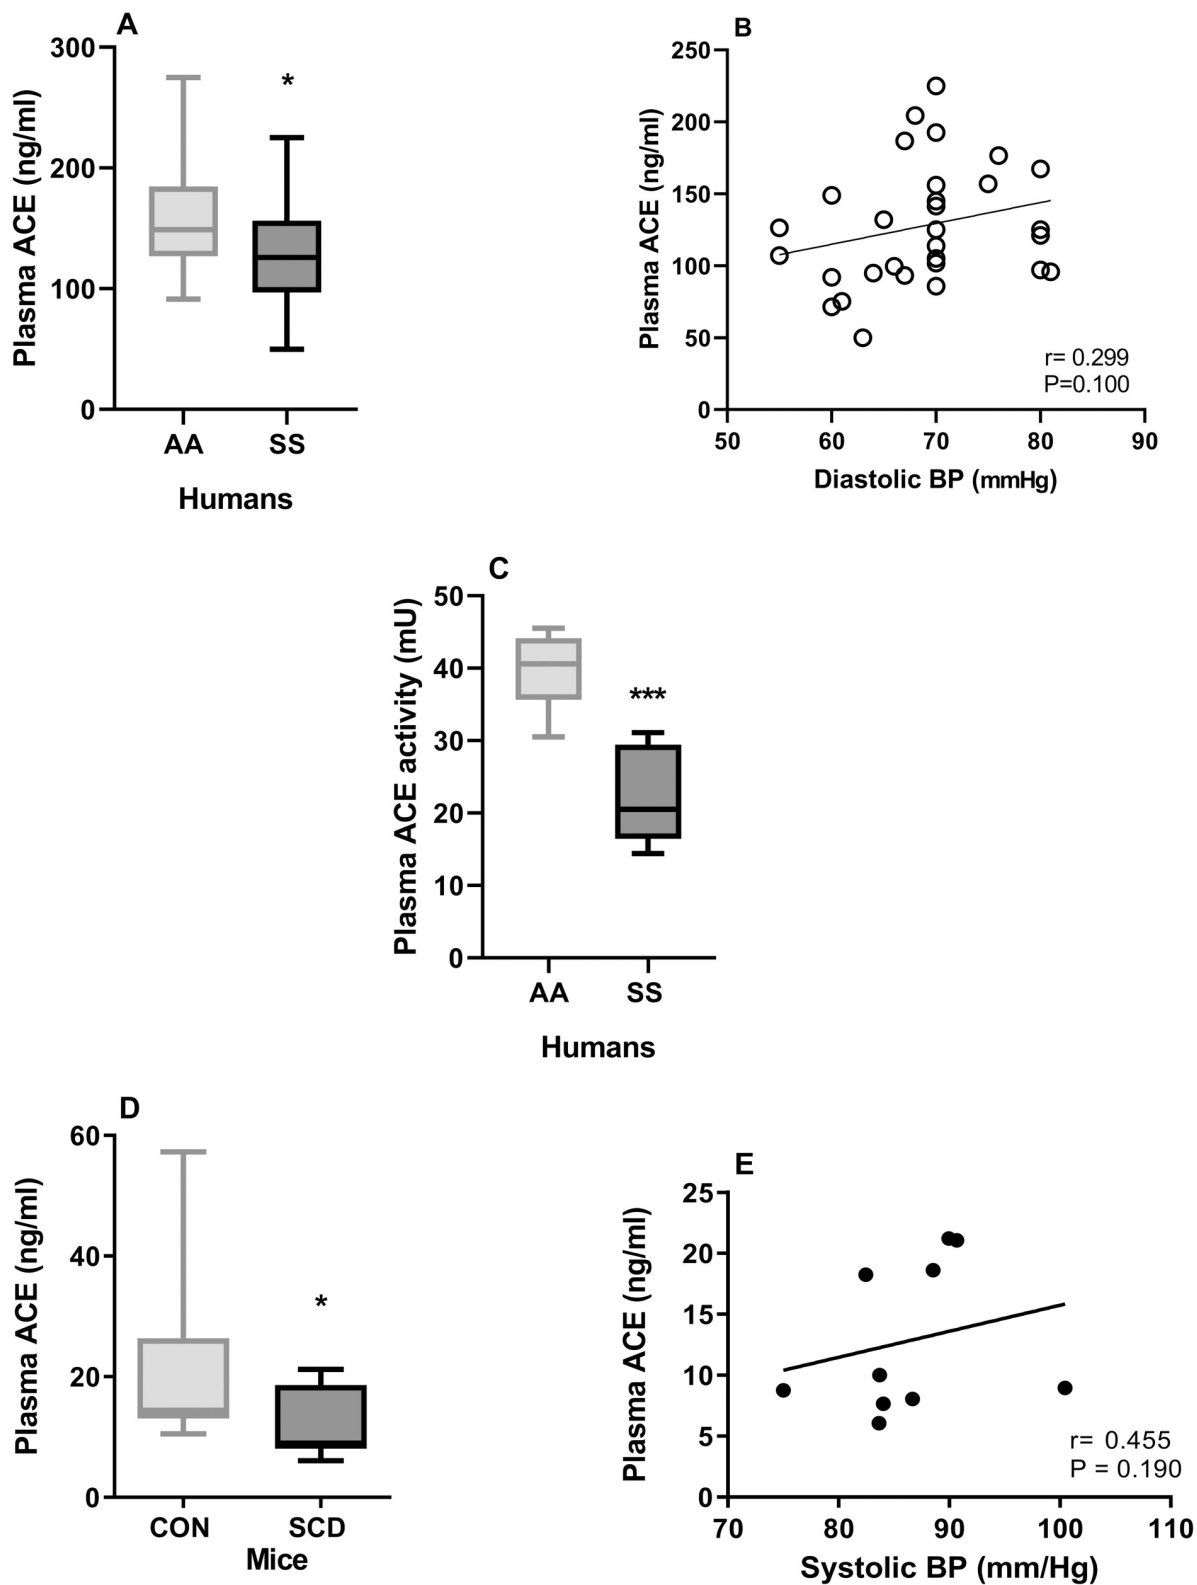 A
Plasma ACE (ng/ml)
300
200
100
0
*
AA
SS
Humans
B
Plasma ACE (ng/ml)
250
200
150
100
50
0
r= 0.299
P=0.100
50
60
70
80
90
Diastolic BP (mmHg)
C
Plasma ACE activity (mU)
50
40
30
20
10
0
***
AA
SS
Humans
D
Plasma ACE (ng/ml)
60
40
20
0
*
CON
SCD
Mice
E
Plasma ACE (ng/ml)
25
20
15
10
5
0
r= 0.455
P = 0.190
70
80
90
100
110
Systolic BP (mm/Hg)